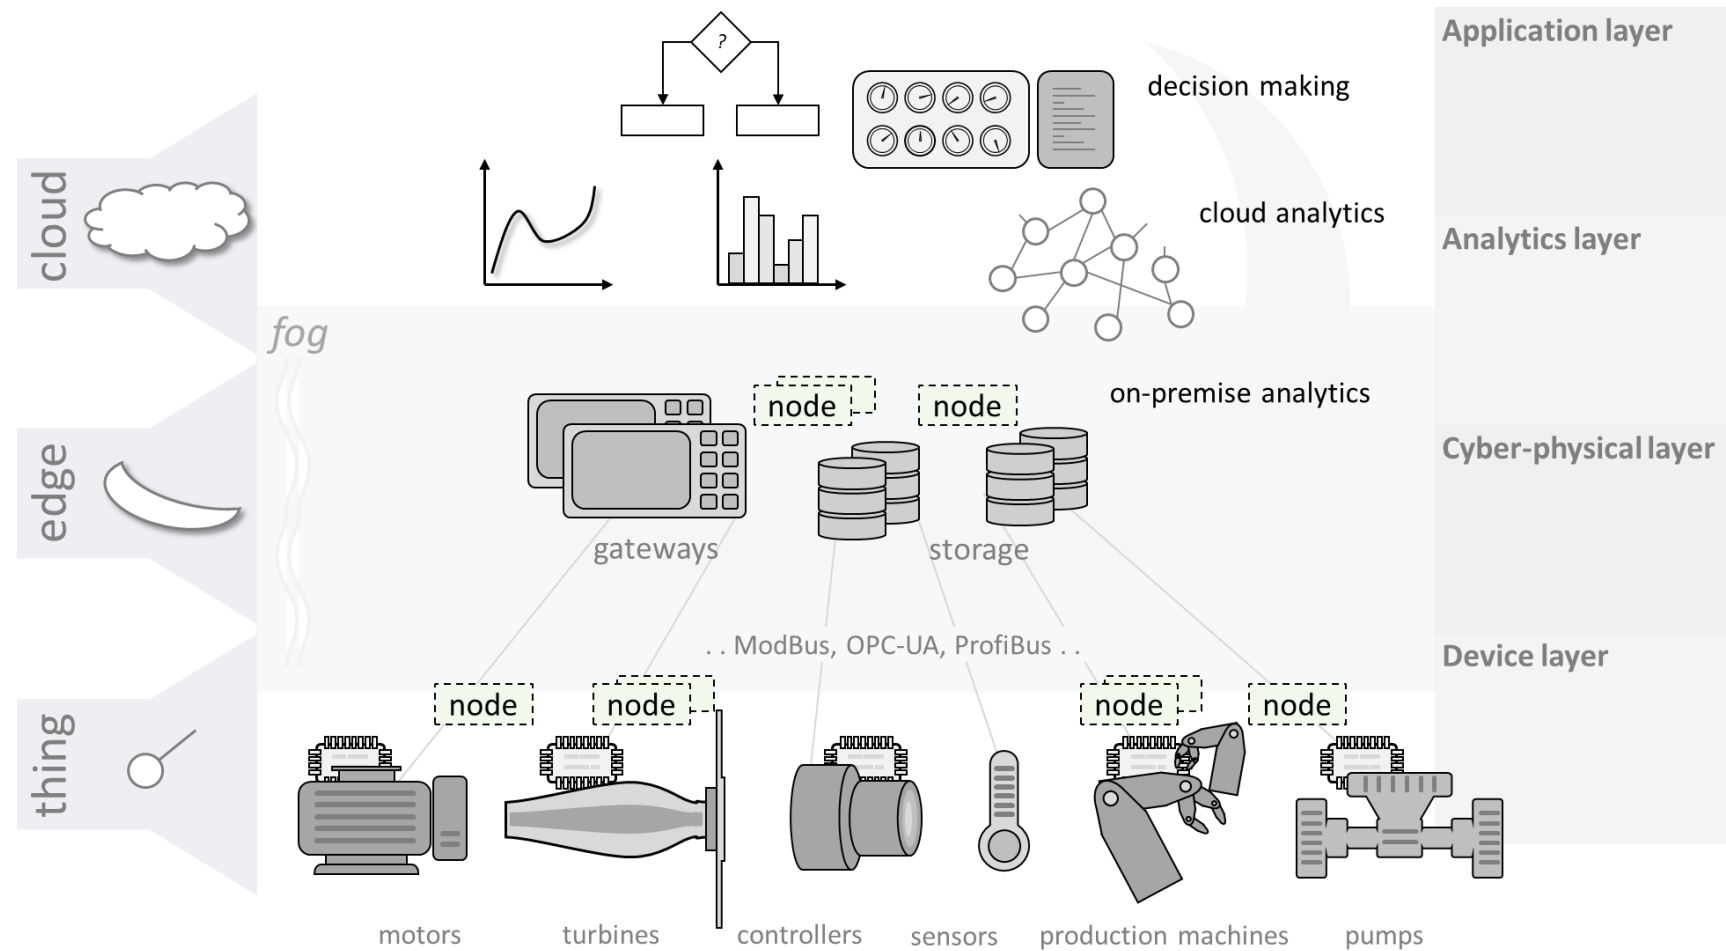 Application layer
?
decision making
cloud
cloud analytics
Analytics layer
fog
on-premise analytics
node
node
Cyber-physical layer
edge
gateways
storage
. . ModBus, OPC-UA, ProfiBus . .
Device layer
node
node
node
node
thing
motors
turbines
controllers
sensors
production machines
pumps